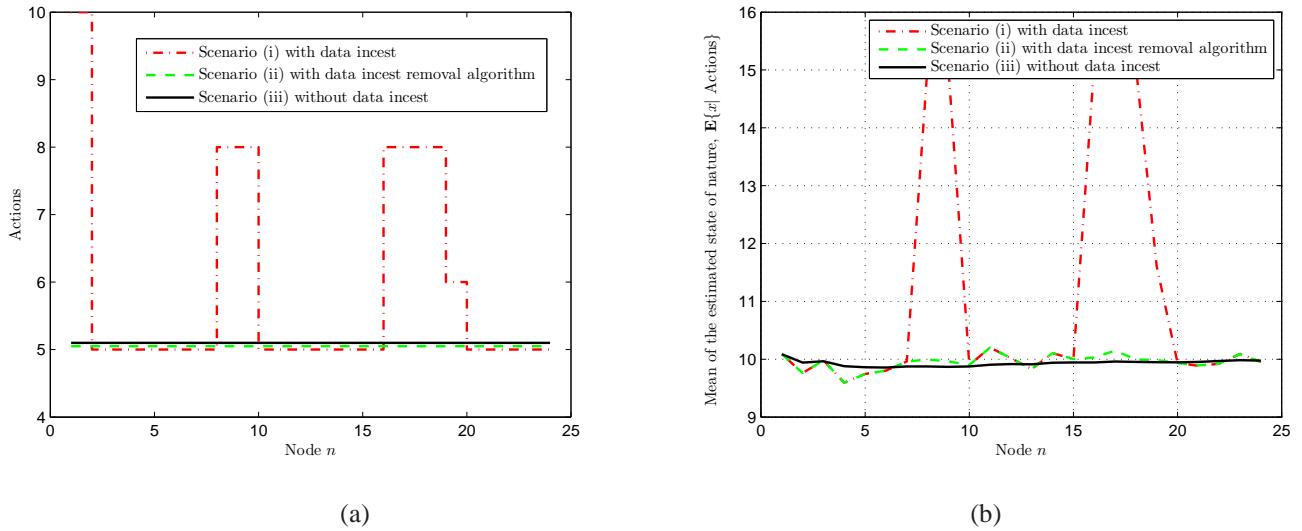 10
9
8
7
6
5
4
0
5
10
15
20
25
Actions
Node n
Scenario (i) with data incest
Scenario (ii) with data incest removal algorithm
Scenario (iii) without data incest
(a)
16
15
14
13
12
11
10
9
0
5
10
15
20
25
Mean of the estimated state of nature, E{x| Actions}
Node n
Scenario (i) with data incest
Scenario (ii) with data incest removal algorithm
Scenario (iii) without data incest
(b)